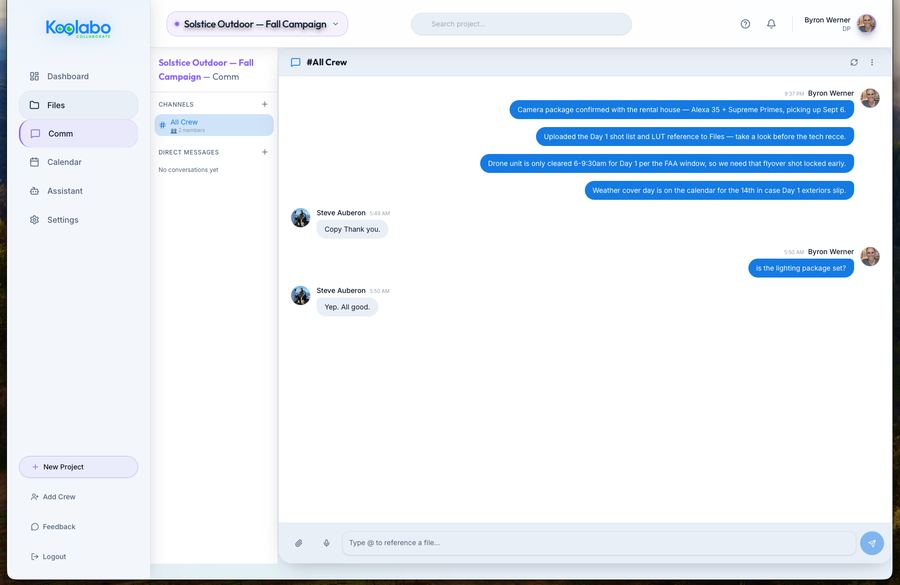 Koolabo
COLLABORATE
Dashboard
Files
Comm
Calendar
Assistant
Settings
New Project
Add Crew
Feedback
Logout
Solstice Outdoor — Fall Campaign
Search project...
Byron Werner
DP
Solstice Outdoor — Fall
Campaign — Comm
CHANNELS
All Crew
2 members
DIRECT MESSAGES
No conversations yet
#All Crew
9:37 PM Byron Werner
Camera package confirmed with the rental house — Alexa 35 + Supreme Primes, picking up Sept 6.
Uploaded the Day 1 shot list and LUT reference to Files — take a look before the tech recce.
Drone unit is only cleared 6-9:30am for Day 1 per the FAA window, so we need that flyover shot locked early.
Weather cover day is on the calendar for the 14th in case Day 1 exteriors slip.
Steve Auberon 5:49 AM
Copy Thank you.
5:50 AM Byron Werner
is the lighting package set?
Steve Auberon 5:50 AM
Yep. All good.
Type @ to reference a file...